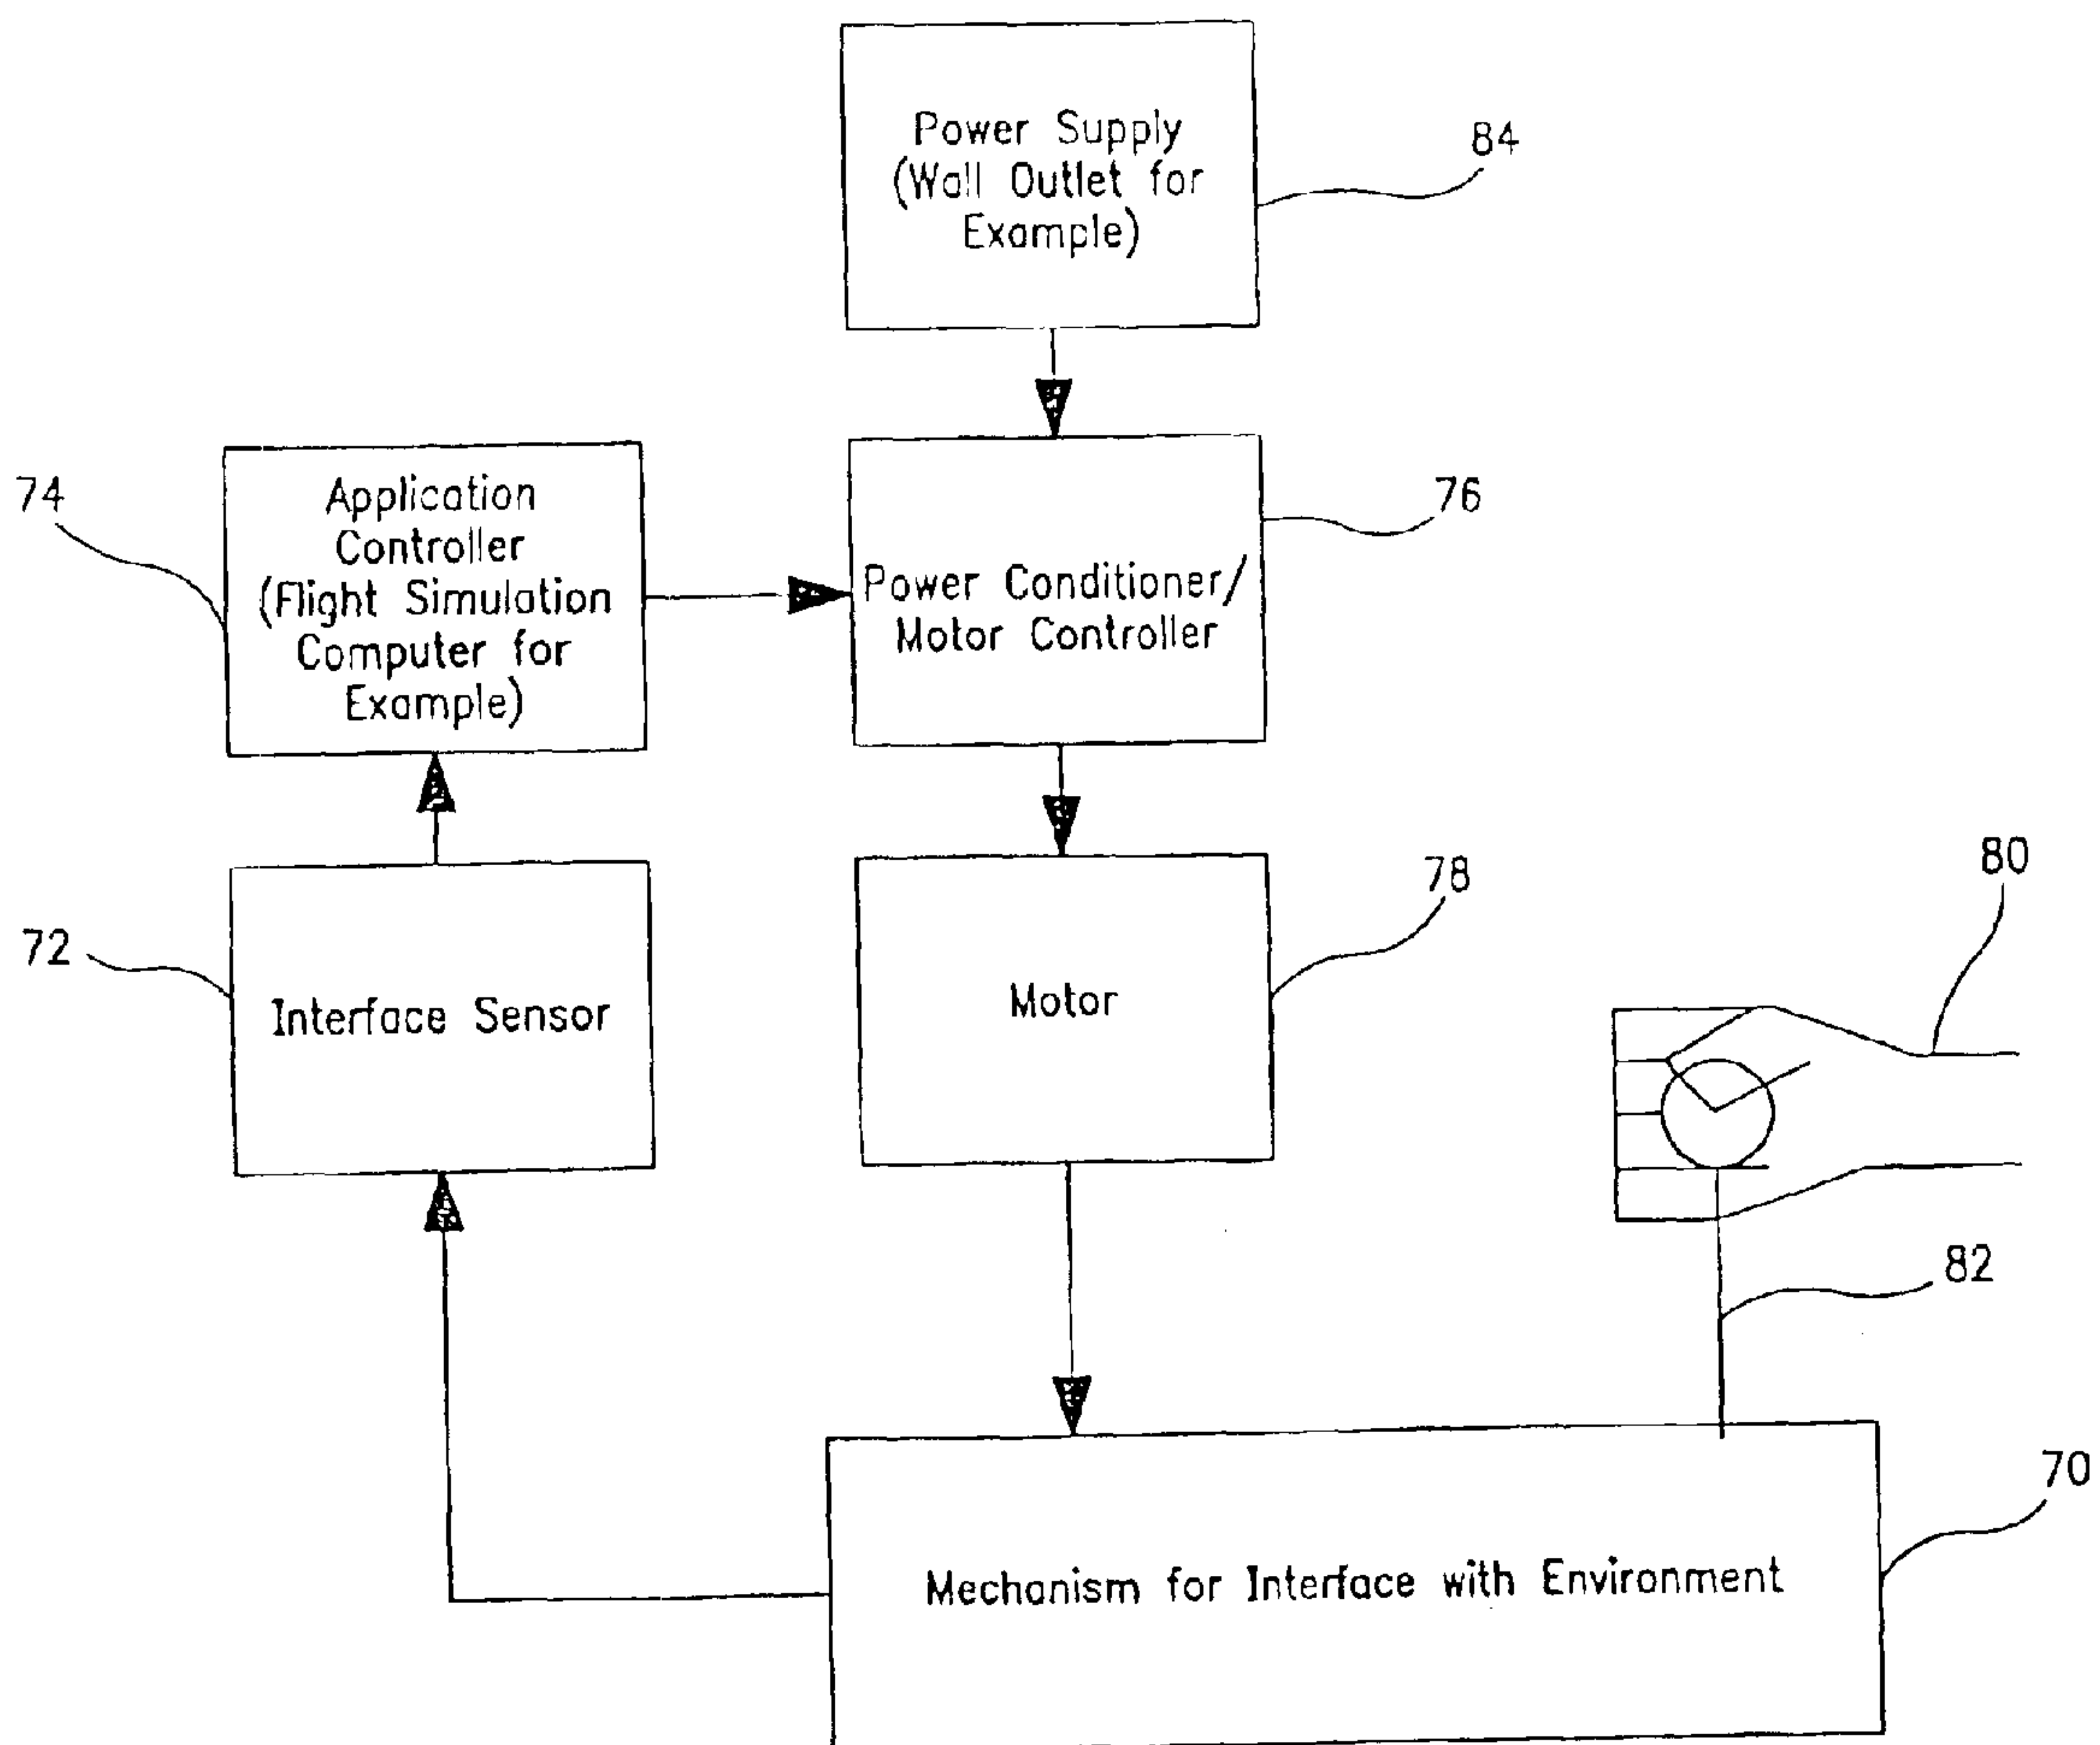 Power Supply
(Wall Outlet for
Example)
84
74
Application
Controller
(Flight Simulation
Computer for
Example)
76
Power Conditioner/
Motor Controller
72
Interface Sensor
78
Motor
80
82
70
Mechanism for Interface with Environment